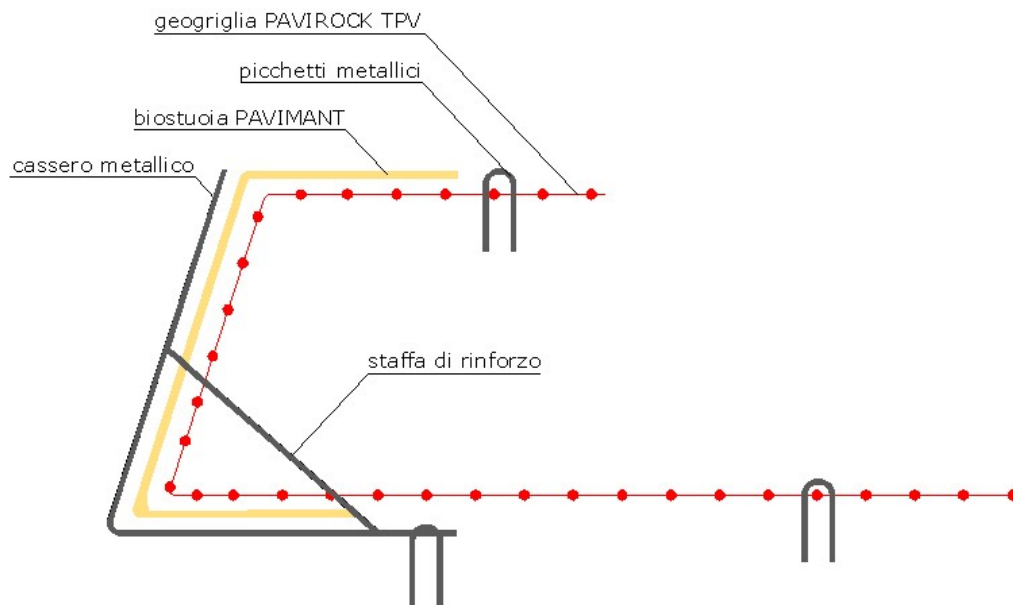 geogriglia PAVIROCK TPV
picchetti metallici
biostuoia PAVIMANT
cassero metallico
staffa di rinforzo